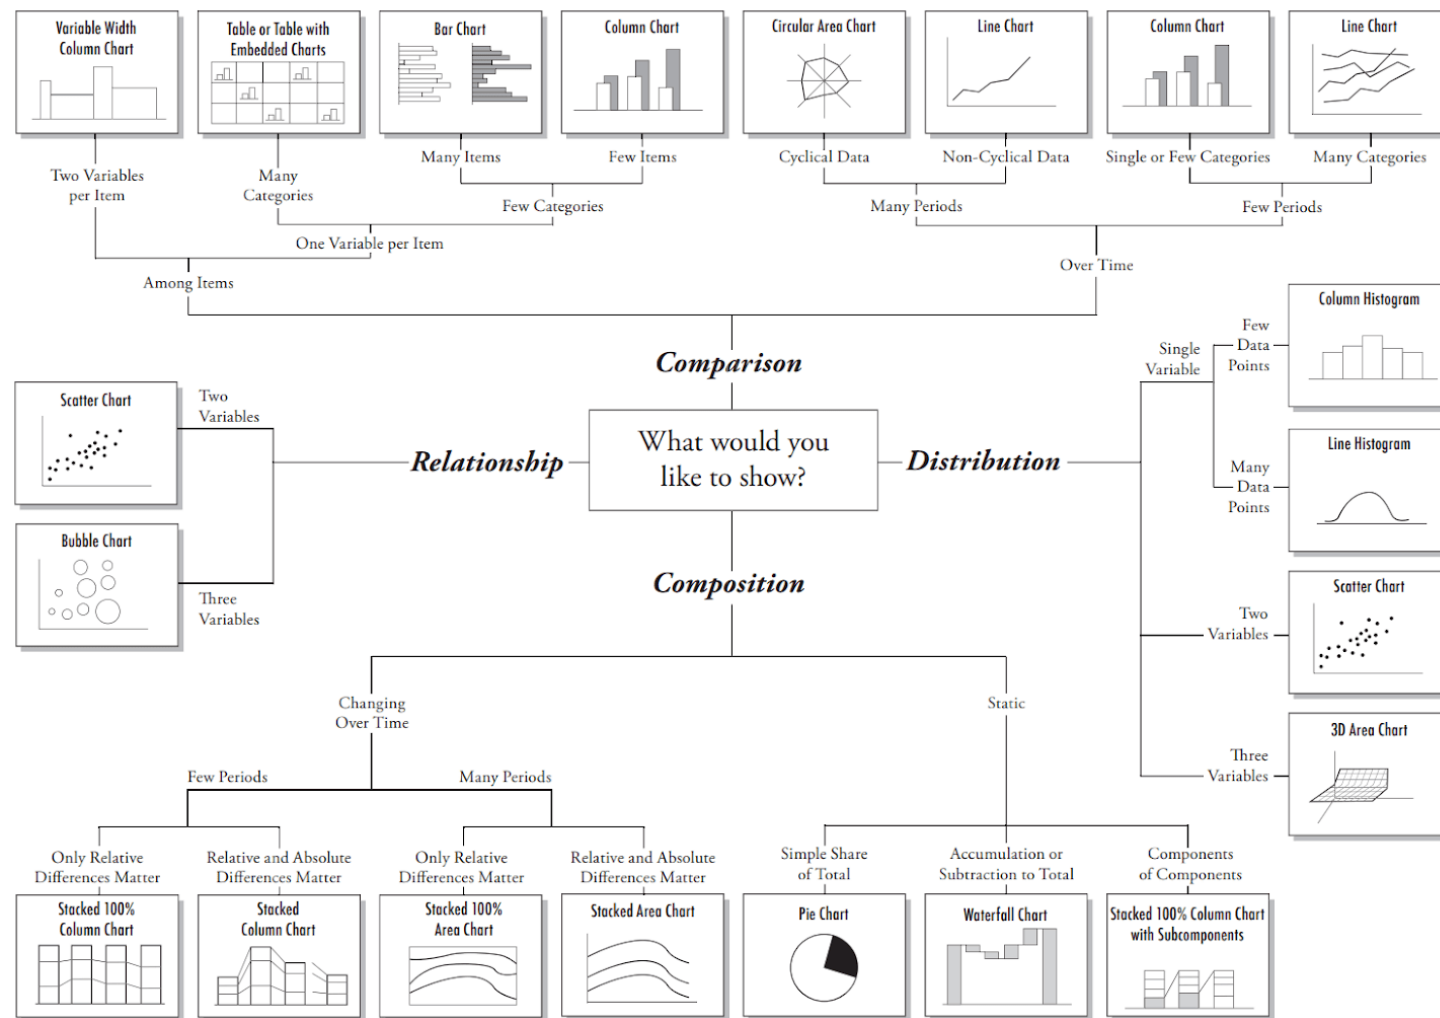 Variable Width
Column Chart
Table or Table with
Embedded Charts
Bar Chart
Column Chart
Circular Area Chart
Line Chart
Column Chart
Line Chart
Two Variables
per Item
Many
Categories
Many Items
Few Items
Cyclical Data
Non-Cyclical Data
Single or Few Categories
Many Categories
Few Categories
Many Periods
Few Periods
One Variable per Item
Among Items
Over Time
Comparison
What would you
like to show?
Relationship
Two
Variables
Scatter Chart
Three
Variables
Bubble Chart
Distribution
Single
Variable
Few
Data
Points
Column Histogram
Many
Data
Points
Line Histogram
Two
Variables
Scatter Chart
Three
Variables
3D Area Chart
Composition
Changing
Over Time
Static
Few Periods
Many Periods
Only Relative
Differences Matter
Relative and Absolute
Differences Matter
Only Relative
Differences Matter
Relative and Absolute
Differences Matter
Simple Share
of Total
Accumulation or
Subtraction to Total
Components
of Components
Stacked 100%
Column Chart
Stacked
Column Chart
Stacked 100%
Area Chart
Stacked Area Chart
Pie Chart
Waterfall Chart
Stacked 100% Column Chart
with Subcomponents